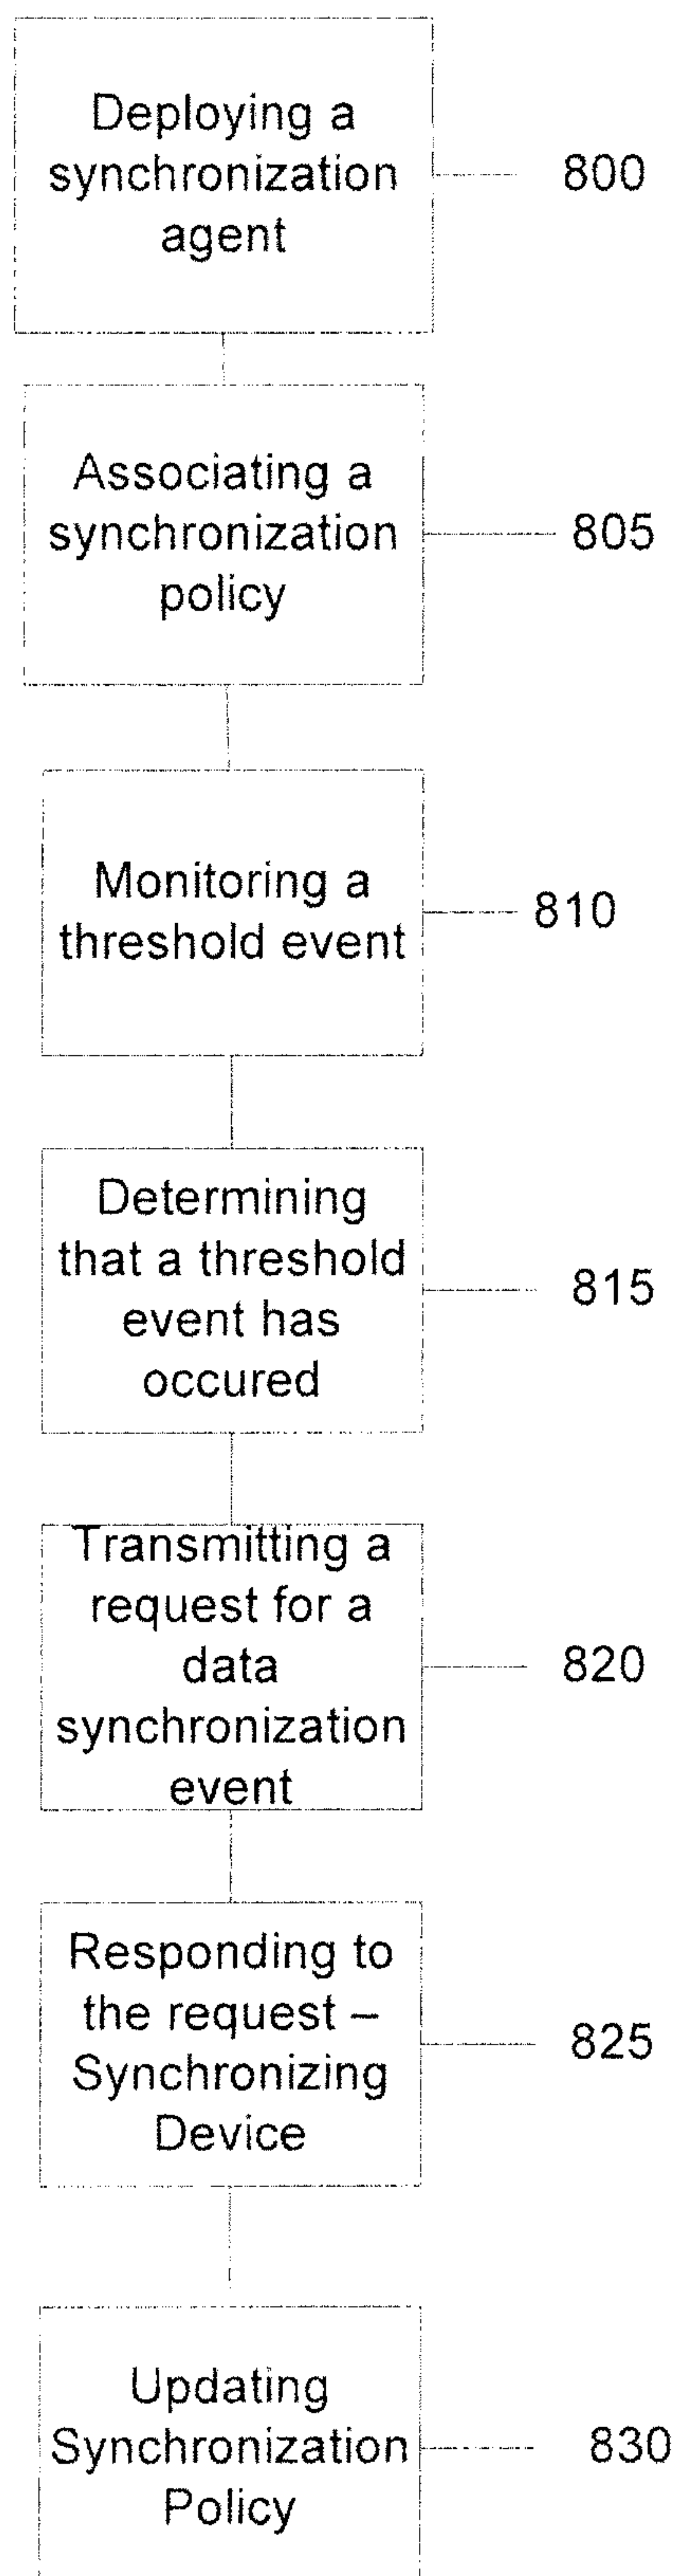 Deploying a
synchronization
agent
800
Associating a
synchronization
policy
805
Monitoring a
threshold event
810
Determining
that a threshold
event has
occured
815
Transmitting a
request for a
data
synchronization
event
820
Responding to
the request –
Synchronizing
Device
825
Updating
Synchronization
Policy
830